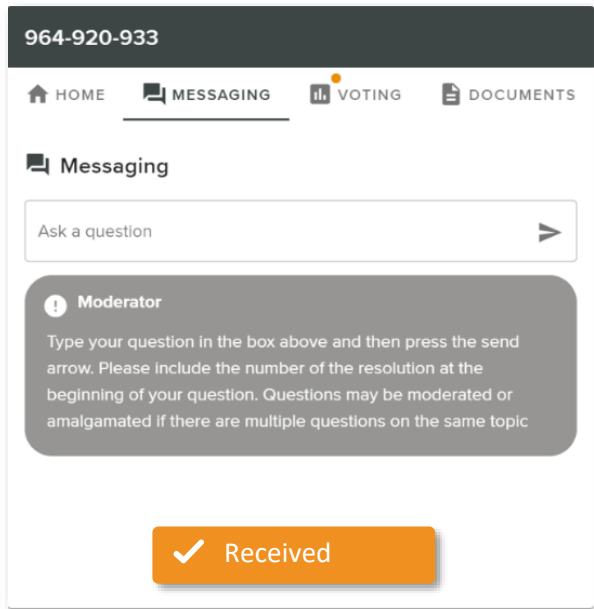 964-920-933
HOME MESSAGING VOTING DOCUMENTS
Messaging
Ask a question
Moderator
Type your question in the box above and then press the send
arrow. Please include the number of the resolution at the
beginning of your question. Questions may be moderated or
amalgamated if there are multiple questions on the same topic
Received